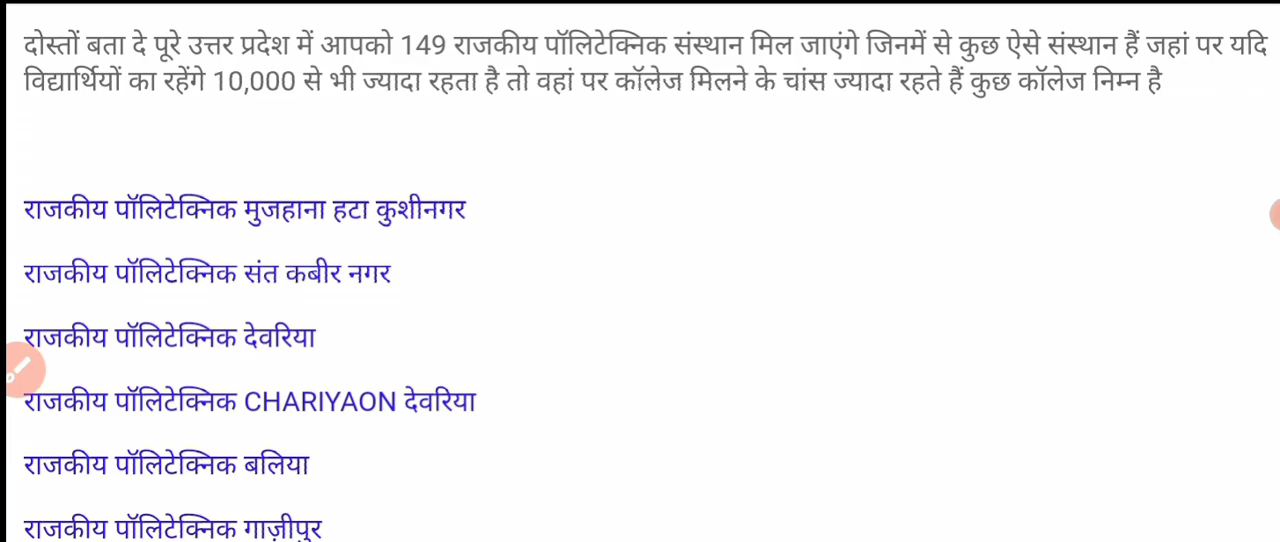 दोस्तों बता दे पूरे उत्तर प्रदेश में आपको 149 राजकीय पॉलिटेक्निक संस्थान मिल जाएंगे जिनमें से कुछ ऐसे संस्थान हैं जहां पर यदि
विद्यार्थियों का रहेंगे 10,000 से भी ज्यादा रहता है तो वहां पर कॉलेज मिलने के चांस ज्यादा रहते हैं कुछ कॉलेज निम्न है
राजकीय पॉलिटेक्निक मुजहाना हटा कुशीनगर
राजकीय पॉलिटेक्निक संत कबीर नगर
राजकीय पॉलिटेक्निक देवरिया
राजकीय पॉलिटेक्निक CHARIYAON देवरिया
राजकीय पॉलिटेक्निक बलिया
राजकीय पॉलिटेक्निक गाज़ीपुर